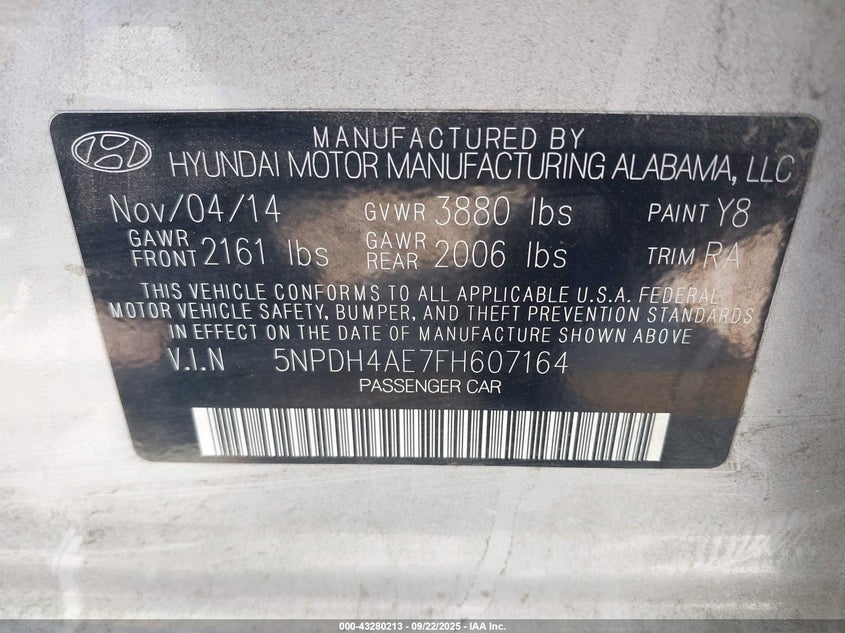 MANUFACTURED BY
HYUNDAI MOTOR MANUFACTURING ALABAMA, LLC
Nov/04/14 GVWR 3880 lbs PAINT Y8
GAWR FRONT 2161 lbs GAWR REAR 2006 lbs TRIM RA
THIS VEHICLE CONFORMS TO ALL APPLICABLE U.S.A. FEDERAL
MOTOR VEHICLE SAFETY, BUMPER, AND THEFT PREVENTION STANDARDS
IN EFFECT ON THE DATE OF MANUFACTURE SHOWN ABOVE
V.I.N 5NPDH4AE7FH607164
PASSENGER CAR
000-43280213 - 09/22/2025 - IAA Inc.